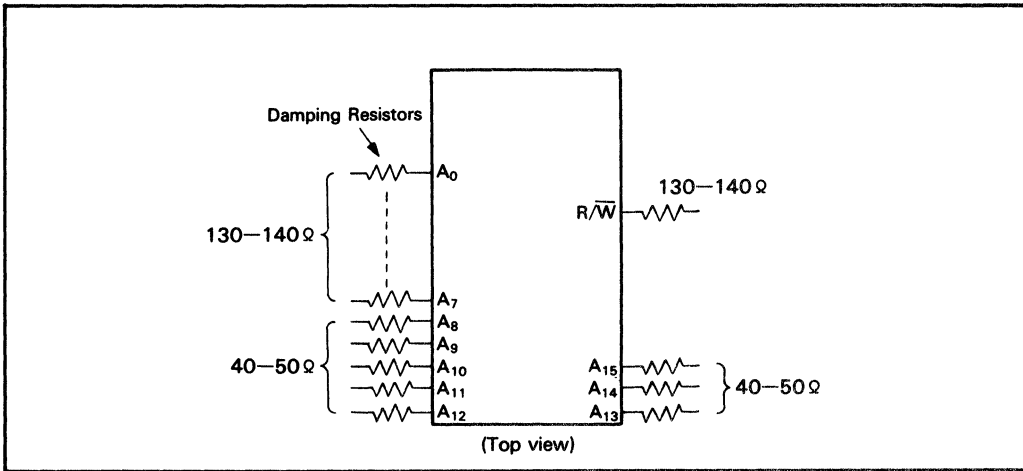 Damping Resistors
A₀
130–140Ω
R/W̅
130–140Ω
A₇
A₈
A₉
A₁₀
A₁₁
A₁₂
40–50Ω
A₁₅
A₁₄
A₁₃
40–50Ω
(Top view)